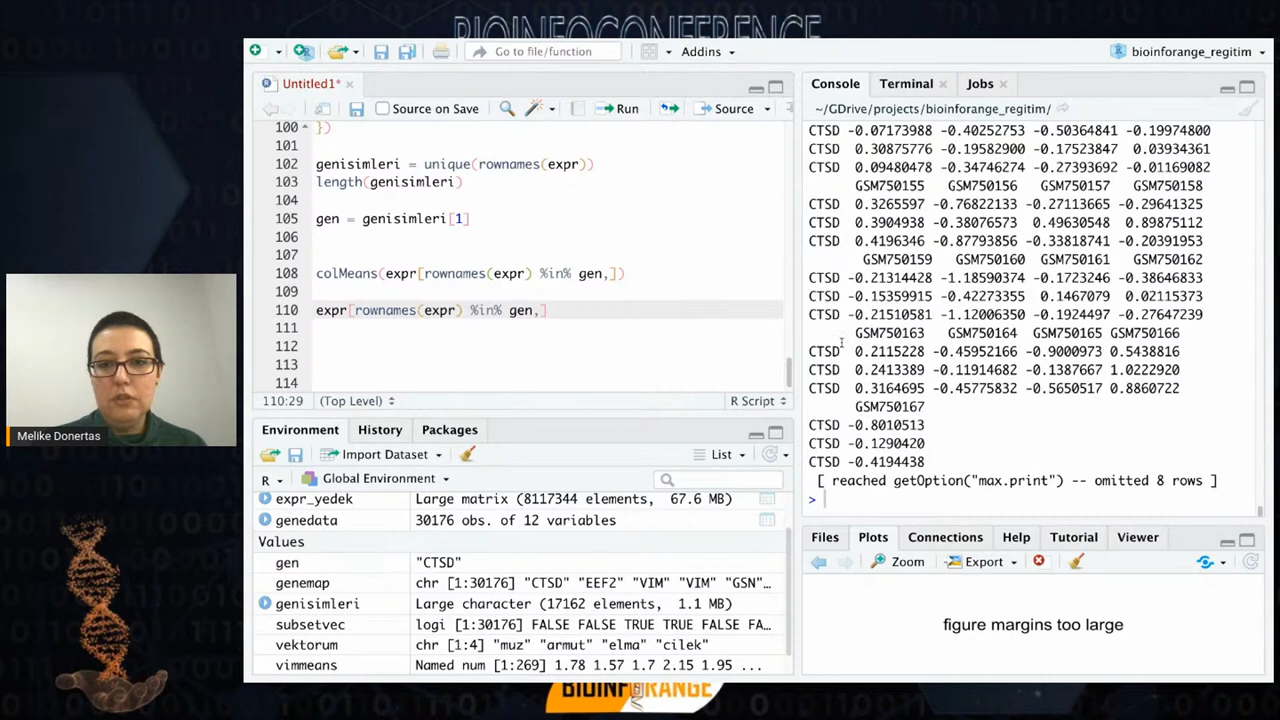 BIOINFOCONFERENCE
Go to file/function
Addins
bioinforange_regitim
Untitled1*
Source on Save
Run
Source
100 })
101
102 genisimleri = unique(rownames(expr))
103 length(genisimleri)
104
105 gen = genisimleri[1]
106
107
108 colMeans(expr[rownames(expr) %in% gen,])
109
110 expr[rownames(expr) %in% gen,]
111
112
113
114
110:29 (Top Level) R Script
Environment History Packages
Import Dataset List
R Global Environment
expr_yedek Large matrix (8117344 elements, 67.6 MB)
genedata 30176 obs. of 12 variables
Values
gen "CTSD"
genemap chr [1:30176] "CTSD" "EEF2" "VIM" "VIM" "GSN"…
genisimleri Large character (17162 elements, 1.1 MB)
subsetvec logi [1:30176] FALSE FALSE TRUE TRUE FALSE FA…
vektorum chr [1:4] "muz" "armut" "elma" "cilek"
vimmeans Named num [1:269] 1.78 1.57 1.7 2.15 1.95 ...
Console Terminal Jobs
~/GDrive/projects/bioinforange_regitim/
CTSD -0.07173988 -0.40252753 -0.50364841 -0.19974800
CTSD 0.30875776 -0.19582900 -0.17523847 0.03934361
CTSD 0.09480478 -0.34746274 -0.27393692 -0.01169082
GSM750155 GSM750156 GSM750157 GSM750158
CTSD 0.3265597 -0.76822133 -0.27113665 -0.29641325
CTSD 0.3904938 -0.38076573 0.49630548 0.89875112
CTSD 0.4196346 -0.87793856 -0.33818741 -0.20391953
GSM750159 GSM750160 GSM750161 GSM750162
CTSD -0.21314428 -1.18590374 -0.1723246 -0.38646833
CTSD -0.15359915 -0.42273355 0.1467079 0.02115373
CTSD -0.21510581 -1.12006350 -0.1924497 -0.27647239
GSM750163 GSM750164 GSM750165 GSM750166
CTSD 0.2115228 -0.45952166 -0.9000973 0.5438816
CTSD 0.2413389 -0.11914682 -0.1387667 1.0222920
CTSD 0.3164695 -0.45775832 -0.5650517 0.8860722
GSM750167
CTSD -0.8010513
CTSD -0.1290420
CTSD -0.4194438
[ reached getOption("max.print") -- omitted 8 rows ]
>
Files Plots Connections Help Tutorial Viewer
Zoom Export
figure margins too large
Melike Donertas
BIOINFORANGE